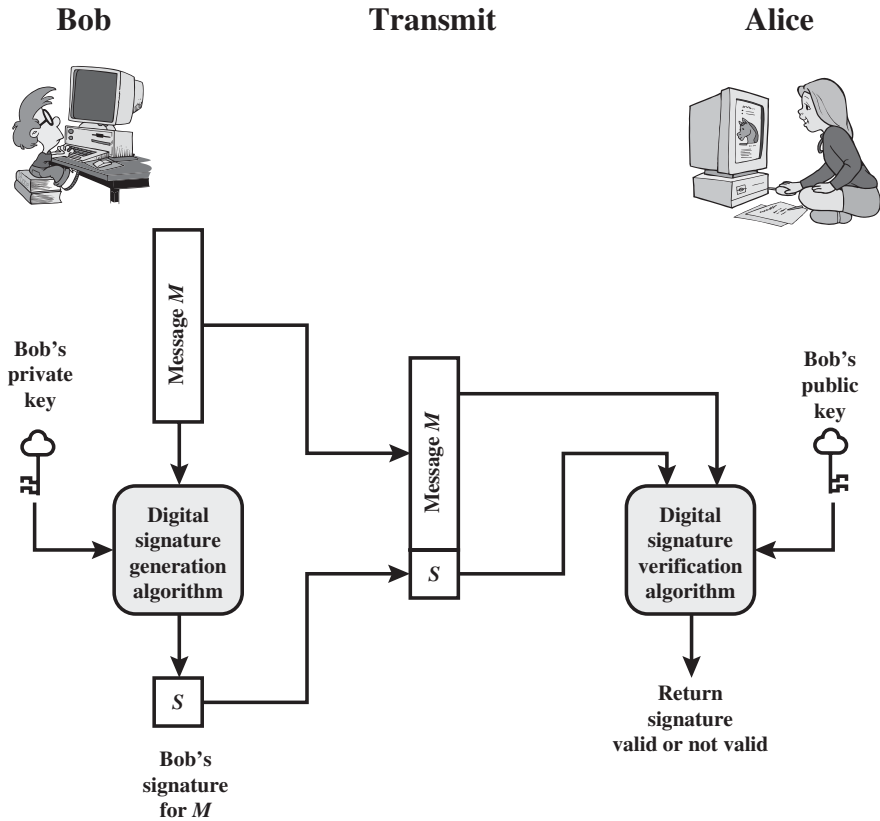 Bob
Transmit
Alice
Message M
Bob's
private
key
Message M
Bob's
public
key
Digital
signature
generation
algorithm
S
Digital
signature
verification
algorithm
S
Bob's
signature
for M
Return
signature
valid or not valid